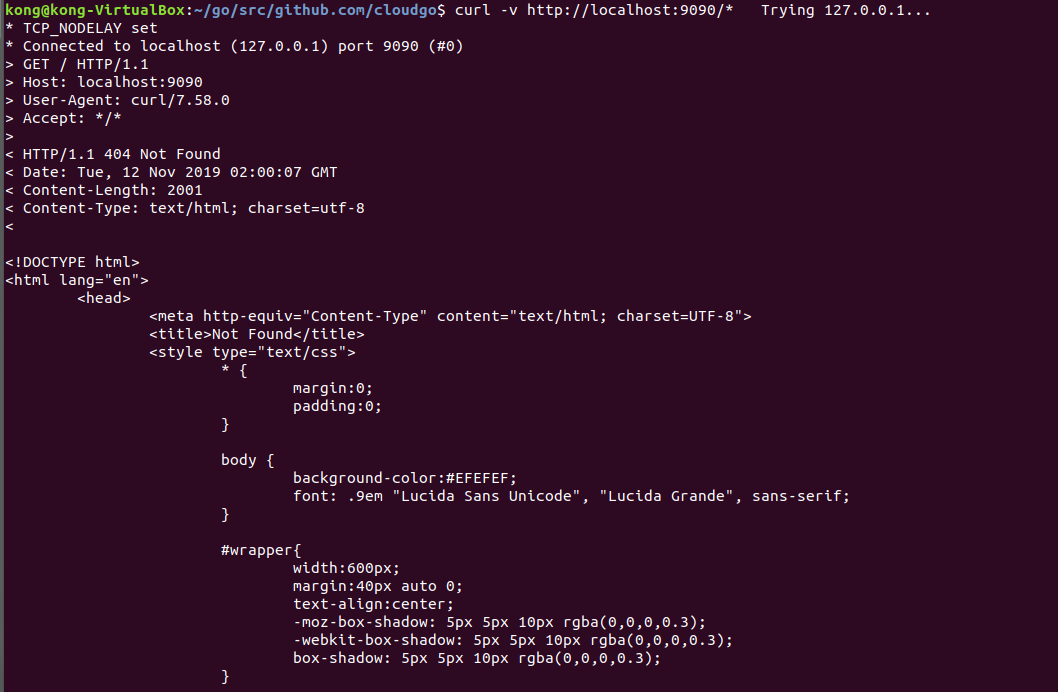 kong@kong-VirtualBox:~/go/src/github.com/cloudgo$ curl -v http://localhost:9090/*   Trying 127.0.0.1...
* TCP_NODELAY set
* Connected to localhost (127.0.0.1) port 9090 (#0)
> GET / HTTP/1.1
> Host: localhost:9090
> User-Agent: curl/7.58.0
> Accept: */*
>
< HTTP/1.1 404 Not Found
< Date: Tue, 12 Nov 2019 02:00:07 GMT
< Content-Length: 2001
< Content-Type: text/html; charset=utf-8
<
<!DOCTYPE html>
<html lang="en">
        <head>
                <meta http-equiv="Content-Type" content="text/html; charset=UTF-8">
                <title>Not Found</title>
                <style type="text/css">
                        * {
                                margin:0;
                                padding:0;
                        }
                        body {
                                background-color:#EFEFEF;
                                font: .9em "Lucida Sans Unicode", "Lucida Grande", sans-serif;
                        }
                        #wrapper{
                                width:600px;
                                margin:40px auto 0;
                                text-align:center;
                                -moz-box-shadow: 5px 5px 10px rgba(0,0,0,0.3);
                                -webkit-box-shadow: 5px 5px 10px rgba(0,0,0,0.3);
                                box-shadow: 5px 5px 10px rgba(0,0,0,0.3);
                        }